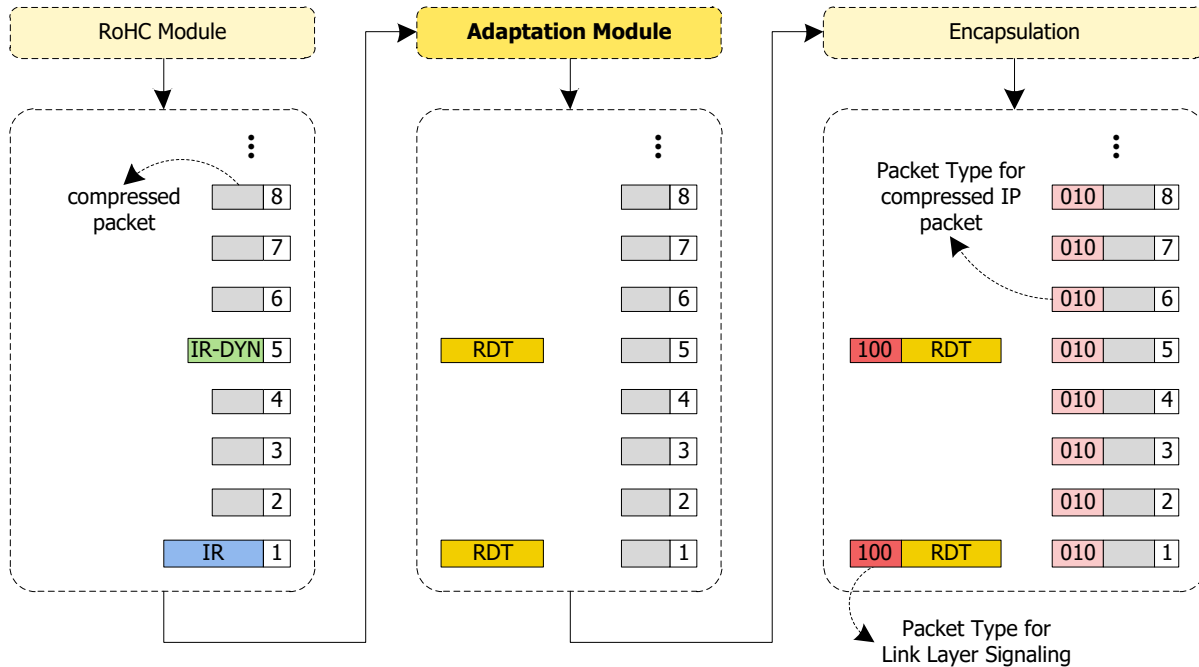 RoHC Module
Adaptation Module
Encapsulation
compressed
packet
8
7
6
IR-DYN 5
4
3
2
IR 1
8
7
6
RDT 5
4
3
2
RDT 1
Packet Type for
compressed IP
packet
010 8
010 7
010 6
100 RDT 010 5
010 4
010 3
010 2
100 RDT 010 1
Packet Type for
Link Layer Signaling